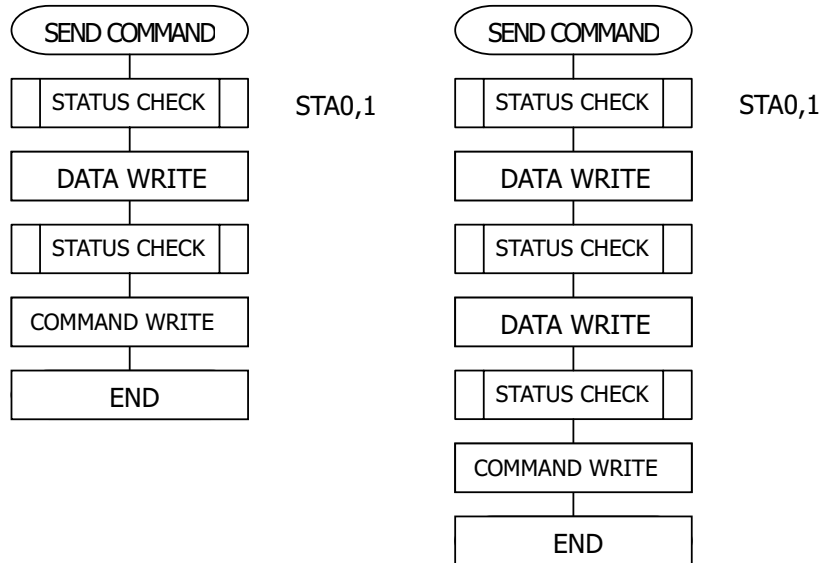 SEND COMMAND
STATUS CHECK
STA0,1
DATA WRITE
STATUS CHECK
COMMAND WRITE
END
SEND COMMAND
STATUS CHECK
STA0,1
DATA WRITE
STATUS CHECK
DATA WRITE
STATUS CHECK
COMMAND WRITE
END